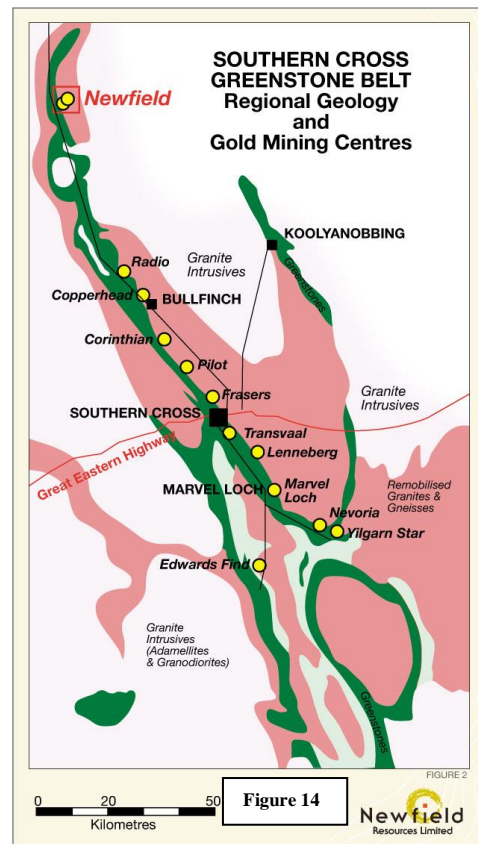 SOUTHERN CROSS
GREENSTONE BELT
Regional Geology
and
Gold Mining Centres
Newfield
KOOLYANOBBING
Greenstones
Radio
Granite
Intrusives
Copperhead
BULLFINCH
Corinthian
Pilot
Frasers
Granite
Intrusives
SOUTHERN CROSS
Transvaal
Great Eastern Highway
Lenneberg
MARVEL LOCH
Marvel
Loch
Remobilised
Granites &
Gneisses
Nevoria
Yilgarn Star
Edwards Find
Granite
Intrusives
(Adamellites
& Granodiorites)
Greenstones
FIGURE 2
0 20 50
Kilometres
Figure 14
Newfield
Resources Limited